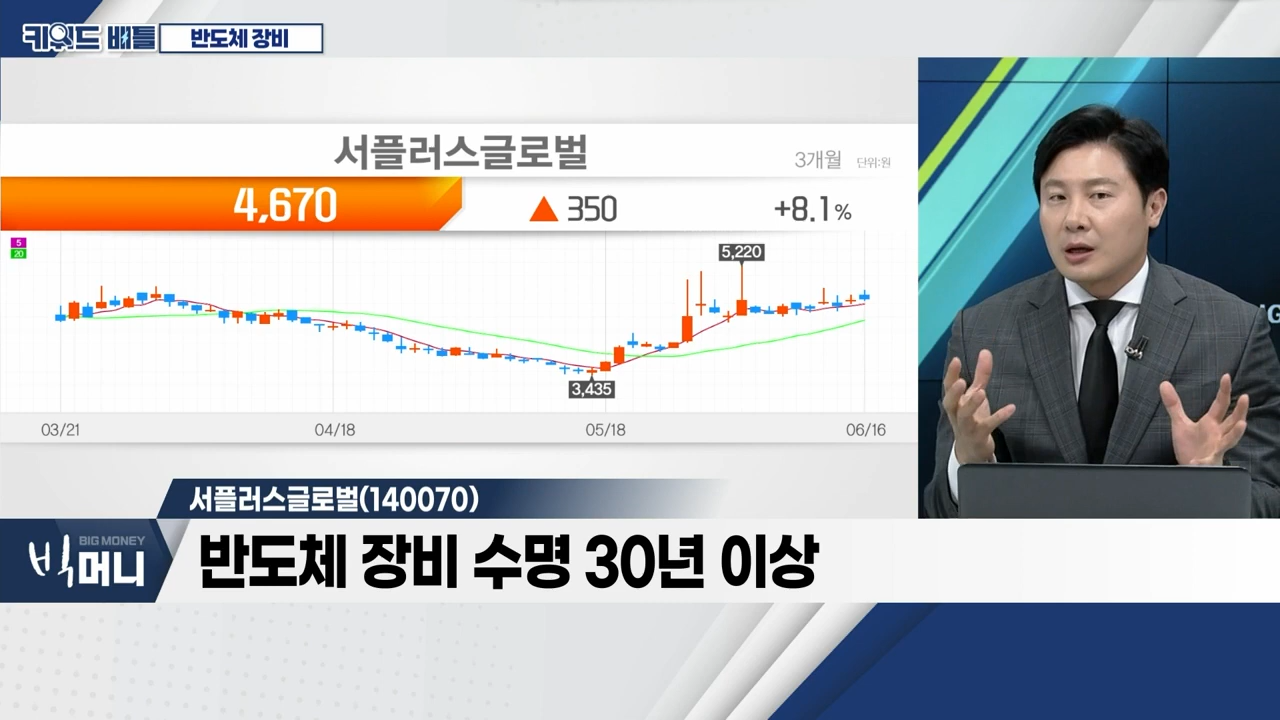 키워드 배틀
반도체 장비
서플러스글로벌
3개월 단위:원
4,670 ▲ 350 +8.1%
5
20
5,220
3,435
03/21 04/18 05/18 06/16
서플러스글로벌(140070)
BIG MONEY
빅머니
반도체 장비 수명 30년 이상